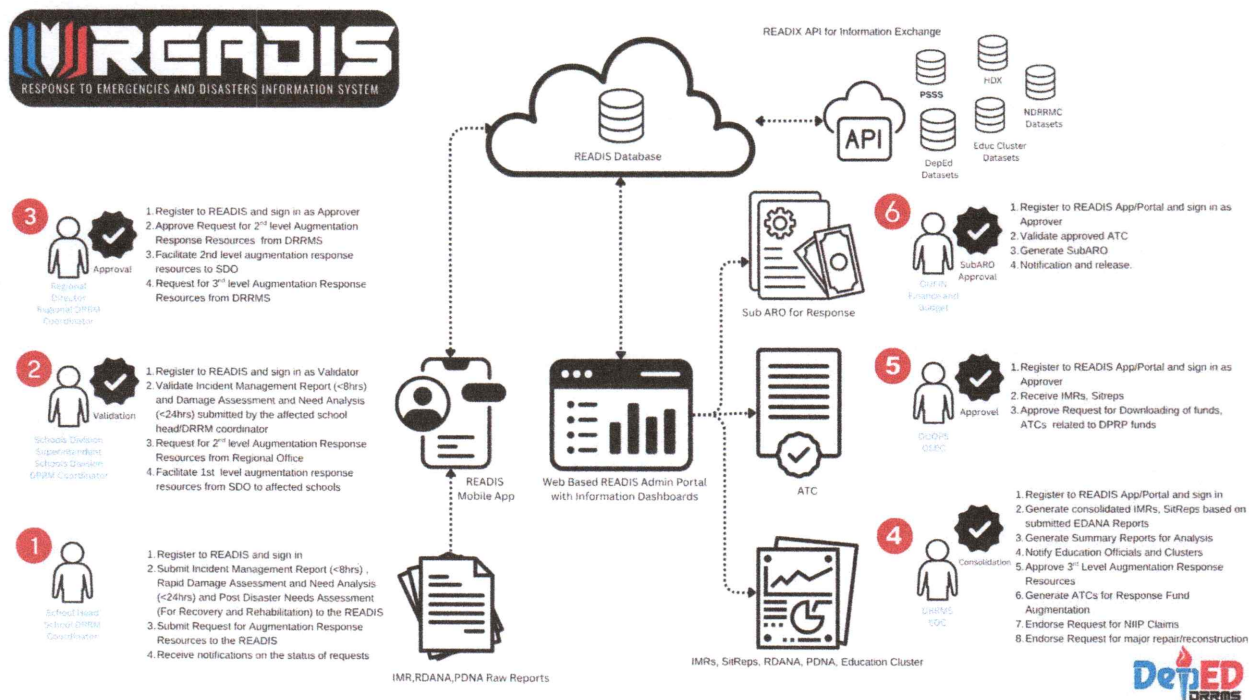 READIS
RESPONSE TO EMERGENCIES AND DISASTERS INFORMATION SYSTEM
READIX API for Information Exchange
PSSS
HDX
NDRRMC
Datasets
API
DepEd
Datasets
Educ Cluster
Datasets
READIS Database
3
Approval
Regional
Director
Regional DRRM
Coordinator
1. Register to READIS and sign in as Approver
2. Approve Request for 2nd level Augmentation
Response Resources from DRRMS
3. Facilitate 2nd level augmentation response
resources to SDO
4. Request for 3rd level Augmentation Response
Resources from DRRMS
2
Validation
Schools Division
Superintendent
Schools Division
DRRM Coordinator
1. Register to READIS and sign in as Validator
2. Validate Incident Management Report (<8hrs)
and Damage Assessment and Need Analysis
(<24hrs) submitted by the affected school
head/DRRM coordinator
3. Request for 2nd level Augmentation Response
Resources from Regional Office
4. Facilitate 1st level augmentation response
resources from SDO to affected schools
1
School Head
School DRRM
Coordinator
1. Register to READIS and sign in
2. Submit Incident Management Report (<8hrs) ,
Rapid Damage Assessment and Need Analysis
(<24hrs) and Post Disaster Needs Assessment
(For Recovery and Rehabilitation) to the READIS
3. Submit Request for Augmentation Response
Resources to the READIS
4. Receive notifications on the status of requests
READIS
Mobile App
IMR,RDANA,PDNA Raw Reports
Web Based READIS Admin Portal
with Information Dashboards
Sub ARO for Response
ATC
IMRs, SitReps, RDANA, PDNA, Education Cluster
6
SubARO
Approval
Finance and
Budget
1. Register to READIS App/Portal and sign in as
Approver
2. Validate approved ATC
3. Generate SubARO
4. Notification and release.
5
Approvel
OUOPS
OSEC
1. Register to READIS App/Portal and sign in as
Approver
2. Receive IMRs, Sitreps
3. Approve Request for Downloading of funds,
ATCs related to DPRP funds
4
Consolidation
DRRMS
1. Register to READIS App/Portal and sign in
2. Generate consolidated IMRs, SitReps based on
submitted EDANA Reports
3. Generate Summary Reports for Analysis
4. Notify Education Officials and Clusters
5. Approve 3rd Level Augmentation Response
Resources
6. Generate ATCs for Response Fund
Augmentation
7. Endorse Request for NIIP Claims
8. Endorse Request for major repair/reconstruction
DepED
DRRMS